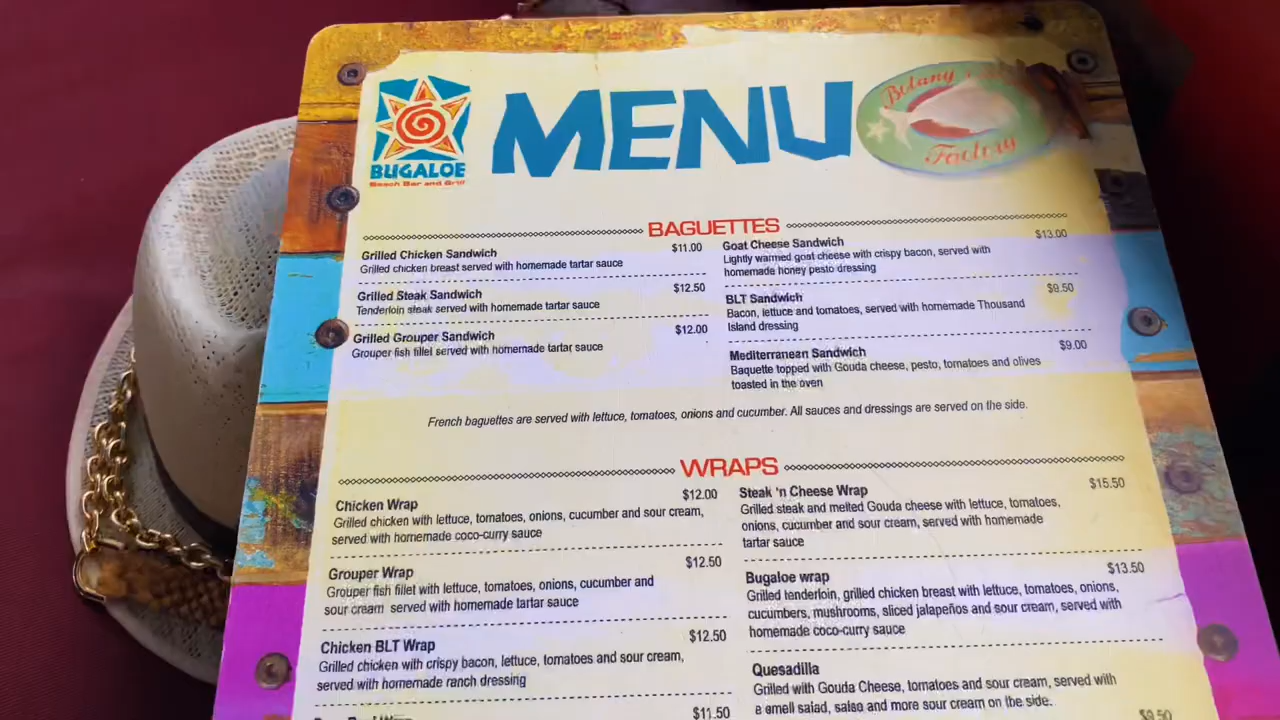 BUGALOE
Beach Bar and Grill
MENU
Botany
Factory
BAGUETTES
Grilled Chicken Sandwich $11.00
Grilled chicken breast served with homemade tartar sauce
Grilled Steak Sandwich $12.50
Tenderloin steak served with homemade tartar sauce
Grilled Grouper Sandwich $12.00
Grouper fish fillet served with homemade tartar sauce
Goat Cheese Sandwich $13.00
Lightly warmed goat cheese with crispy bacon, served with
homemade honey pesto dressing
BLT Sandwich $9.50
Bacon, lettuce and tomatoes, served with homemade Thousand
Island dressing
Mediterranean Sandwich $9.00
Baquette topped with Gouda cheese, pesto, tomatoes and olives
toasted in the oven
French baguettes are served with lettuce, tomatoes, onions and cucumber. All sauces and dressings are served on the side.
WRAPS
Chicken Wrap $12.00
Grilled chicken with lettuce, tomatoes, onions, cucumber and sour cream,
served with homemade coco-curry sauce
Grouper Wrap $12.50
Grouper fish fillet with lettuce, tomatoes, onions, cucumber and
sour cream served with homemade tartar sauce
Chicken BLT Wrap $12.50
Grilled chicken with crispy bacon, lettuce, tomatoes and sour cream,
served with homemade ranch dressing
$11.50
Steak 'n Cheese Wrap $15.50
Grilled steak and melted Gouda cheese with lettuce, tomatoes,
onions, cucumber and sour cream, served with homemade
tartar sauce
Bugaloe wrap $13.50
Grilled tenderloin, grilled chicken breast with lettuce, tomatoes, onions,
cucumbers, mushrooms, sliced jalapeños and sour cream, served with
homemade coco-curry sauce
Quesadilla
Grilled with Gouda Cheese, tomatoes and sour cream, served with
a smell salad, salsa and more sour cream on the side.
$9.50